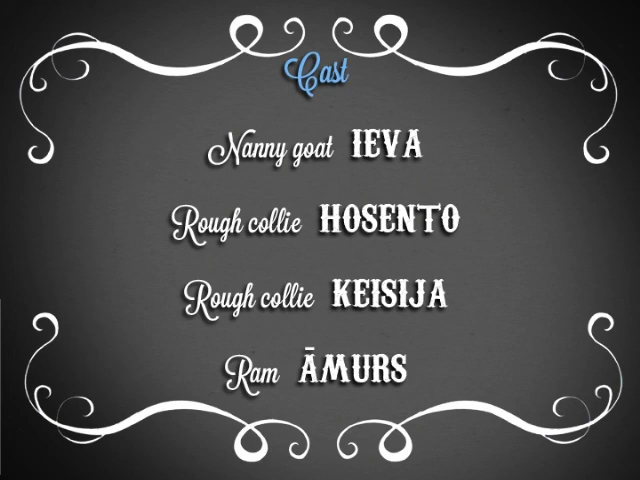 Cast
Nanny goat IEVA
Rough collie HOSENTO
Rough collie KEISIJA
Ram ĀMURS